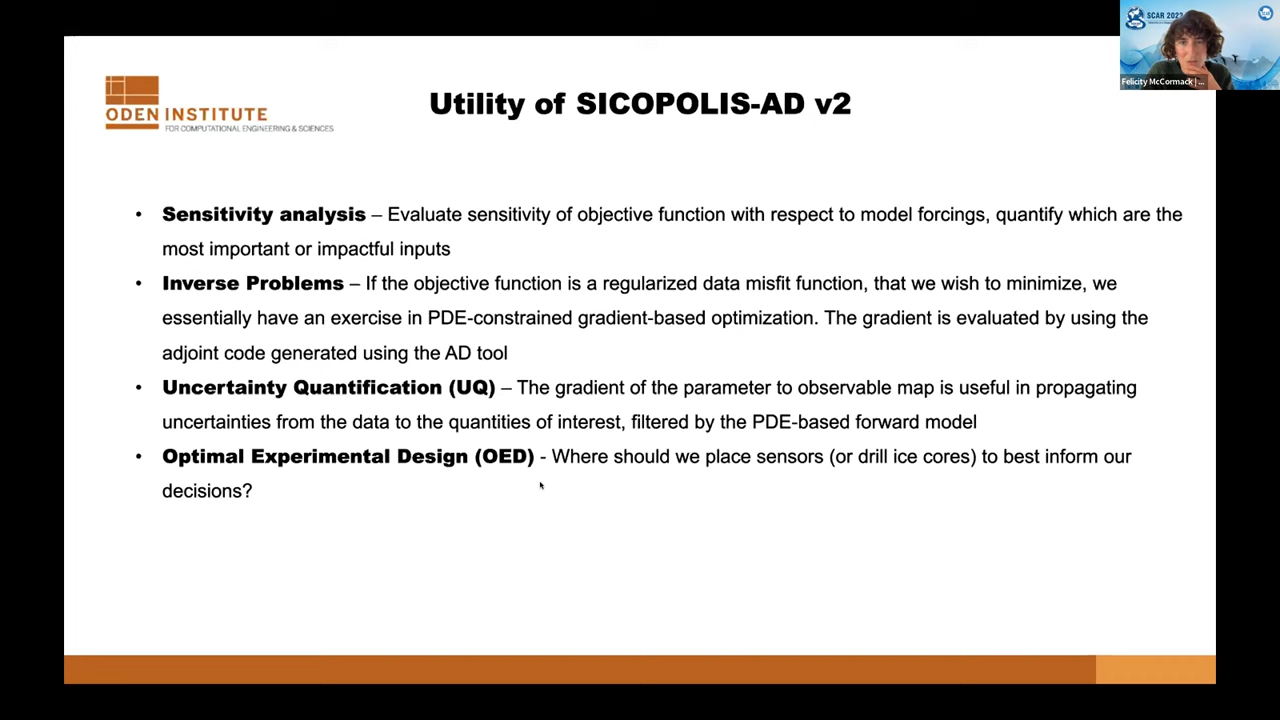 SCAR 202
Felicity McCormack | ...
ODEN INSTITUTE
FOR COMPUTATIONAL ENGINEERING & SCIENCES
Utility of SICOPOLIS-AD v2
• Sensitivity analysis – Evaluate sensitivity of objective function with respect to model forcings, quantify which are the
most important or impactful inputs
• Inverse Problems – If the objective function is a regularized data misfit function, that we wish to minimize, we
essentially have an exercise in PDE-constrained gradient-based optimization. The gradient is evaluated by using the
adjoint code generated using the AD tool
• Uncertainty Quantification (UQ) – The gradient of the parameter to observable map is useful in propagating
uncertainties from the data to the quantities of interest, filtered by the PDE-based forward model
• Optimal Experimental Design (OED) - Where should we place sensors (or drill ice cores) to best inform our
decisions?